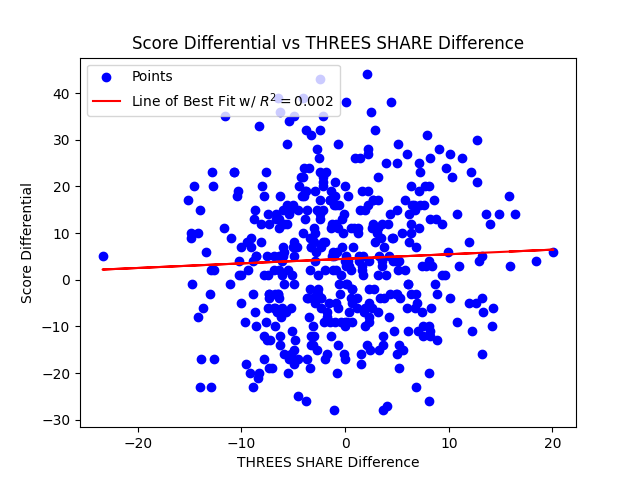 Score Differential vs THREES SHARE Difference
Points
Line of Best Fit w/ R² = 0.002
Score Differential
40
30
20
10
0
−10
−20
−30
−20
−10
0
10
20
THREES SHARE Difference